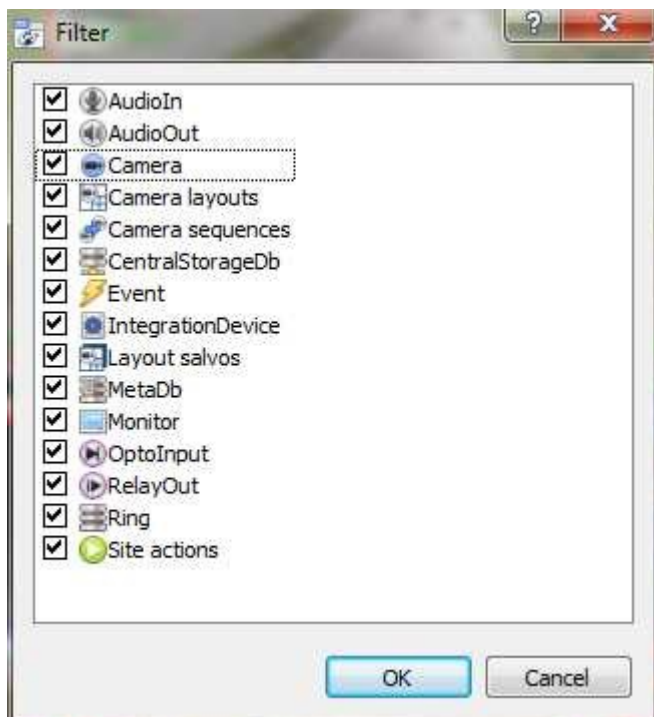 Filter
?
X
AudioIn
AudioOut
Camera
Camera layouts
Camera sequences
CentralStorageDb
Event
IntegrationDevice
Layout salvos
MetaDb
Monitor
OptoInput
RelayOut
Ring
Site actions
OK
Cancel